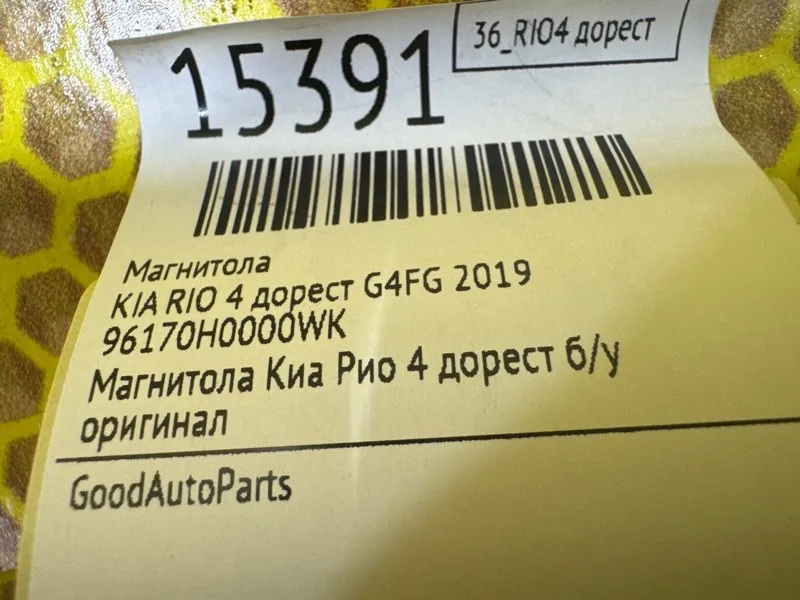 36_RIO4 дорест
15391
Магнитола
KIA RIO 4 дорест G4FG 2019
96170H0000WK
Магнитола Киа Рио 4 дорест б/у
оригинал
GoodAutoParts